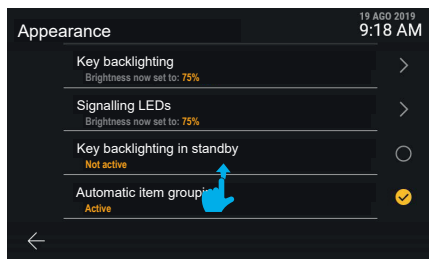 19 AGO 2019
Appearance
9:18 AM
Key backlighting
Brightness now set to: 75%
Signalling LEDs
Brightness now set to: 75%
Key backlighting in standby
Not active
Automatic item grouping
Active